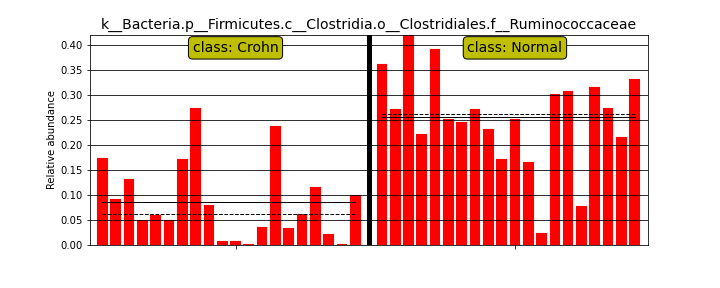 k__Bacteria.p__Firmicutes.c__Clostridia.o__Clostridiales.f__Ruminococcaceae
class: Crohn
class: Normal
Relative abundance
0.40
0.35
0.30
0.25
0.20
0.15
0.10
0.05
0.00